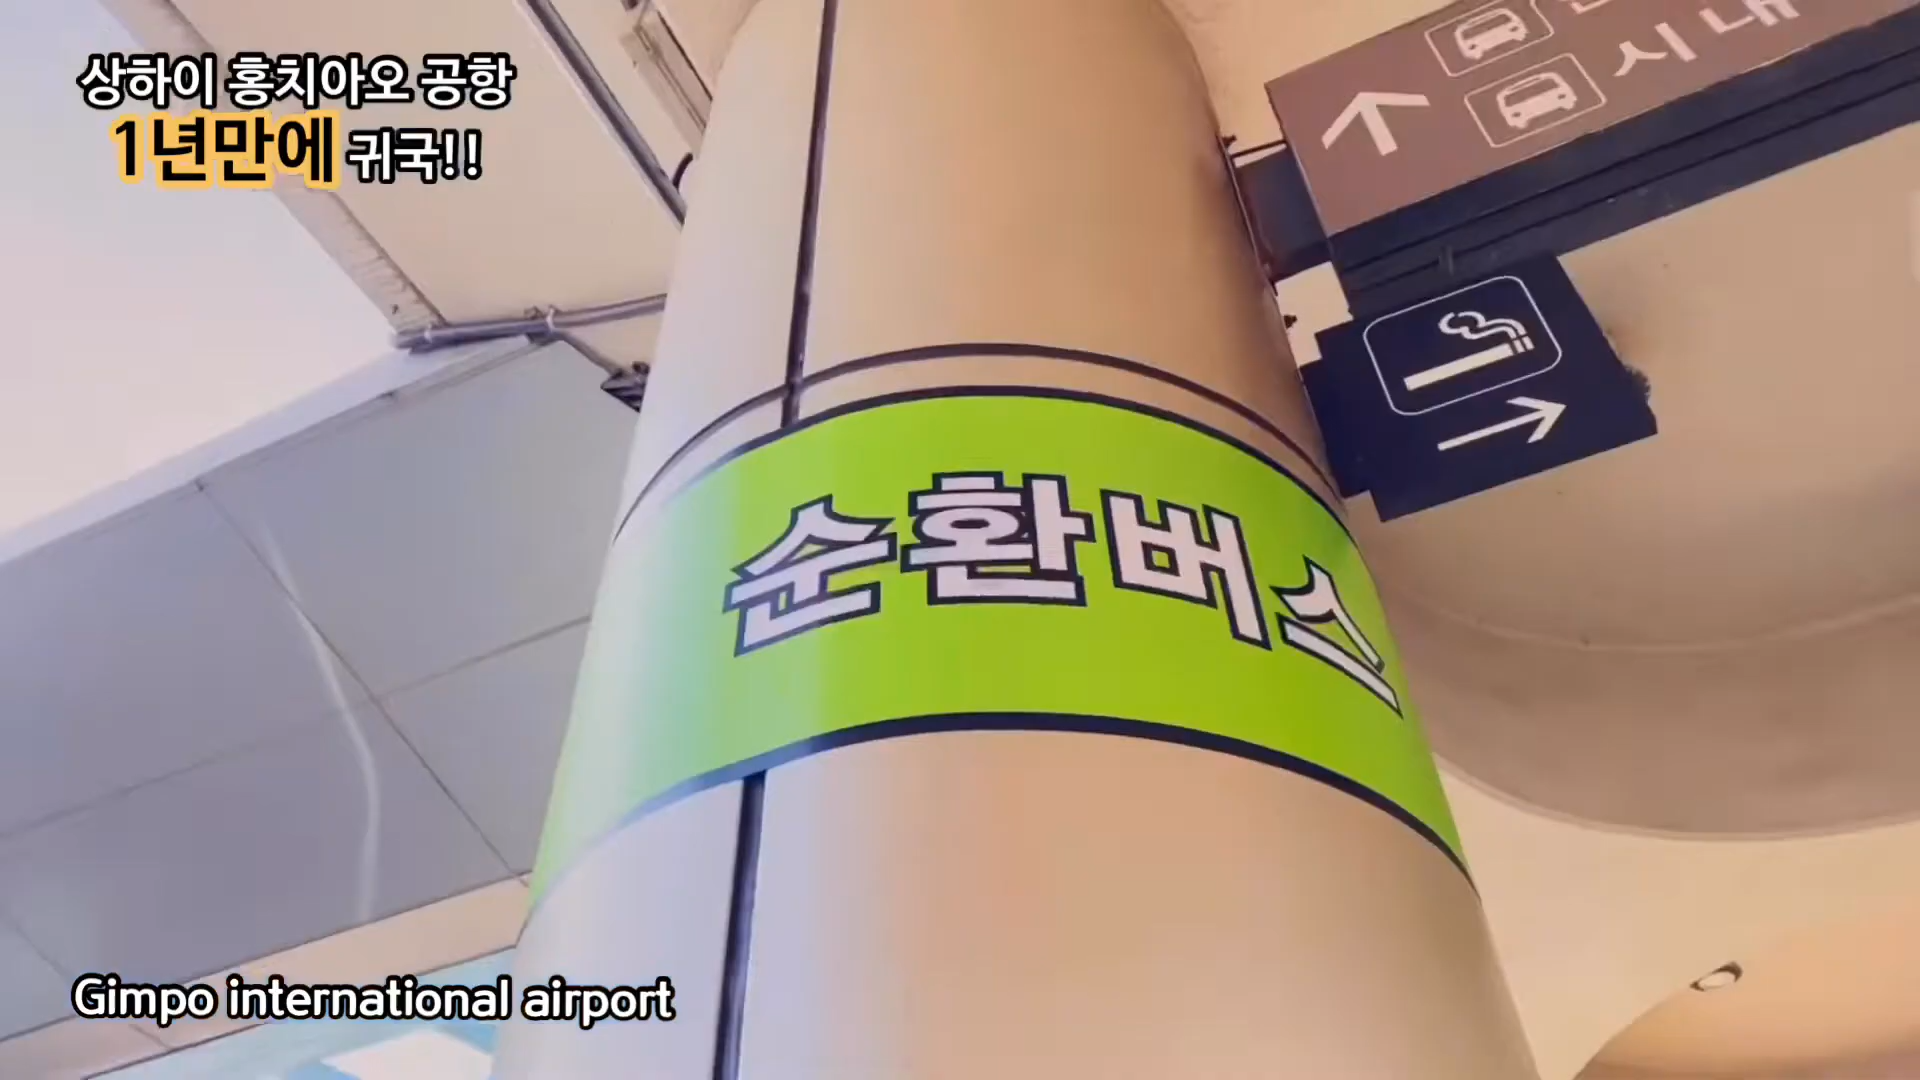 상하이 홍치아오 공항
1년만에 귀국!!
시내
순환버스
Gimpo international airport